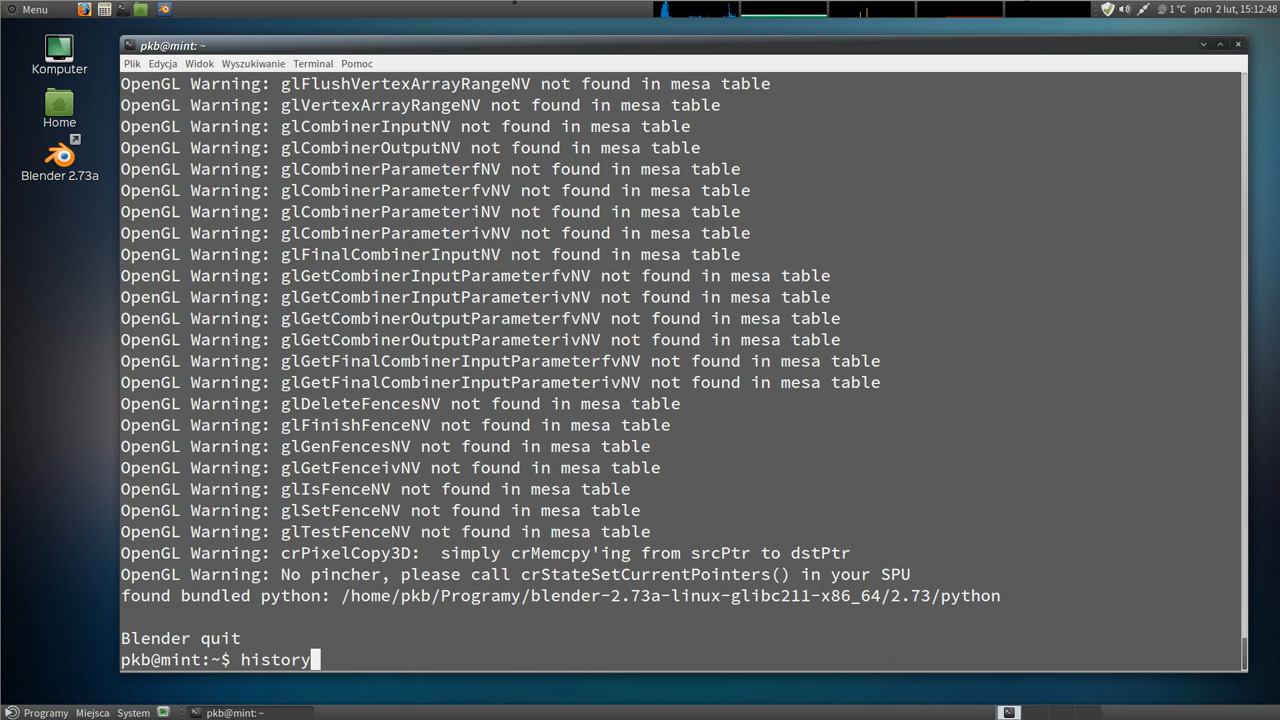 Menu
1 °C pon 2 lut, 15:12:48
Komputer
Home
Blender 2.73a
pkb@mint: ~
Plik Edycja Widok Wyszukiwanie Terminal Pomoc
OpenGL Warning: glFlushVertexArrayRangeNV not found in mesa table
OpenGL Warning: glVertexArrayRangeNV not found in mesa table
OpenGL Warning: glCombinerInputNV not found in mesa table
OpenGL Warning: glCombinerOutputNV not found in mesa table
OpenGL Warning: glCombinerParameterfNV not found in mesa table
OpenGL Warning: glCombinerParameterfvNV not found in mesa table
OpenGL Warning: glCombinerParameteriNV not found in mesa table
OpenGL Warning: glCombinerParameterivNV not found in mesa table
OpenGL Warning: glFinalCombinerInputNV not found in mesa table
OpenGL Warning: glGetCombinerInputParameterfvNV not found in mesa table
OpenGL Warning: glGetCombinerInputParameterivNV not found in mesa table
OpenGL Warning: glGetCombinerOutputParameterfvNV not found in mesa table
OpenGL Warning: glGetCombinerOutputParameterivNV not found in mesa table
OpenGL Warning: glGetFinalCombinerInputParameterfvNV not found in mesa table
OpenGL Warning: glGetFinalCombinerInputParameterivNV not found in mesa table
OpenGL Warning: glDeleteFencesNV not found in mesa table
OpenGL Warning: glFinishFenceNV not found in mesa table
OpenGL Warning: glGenFencesNV not found in mesa table
OpenGL Warning: glGetFenceivNV not found in mesa table
OpenGL Warning: glIsFenceNV not found in mesa table
OpenGL Warning: glSetFenceNV not found in mesa table
OpenGL Warning: glTestFenceNV not found in mesa table
OpenGL Warning: crPixelCopy3D:  simply crMemcpy'ing from srcPtr to dstPtr
OpenGL Warning: No pincher, please call crStateSetCurrentPointers() in your SPU
found bundled python: /home/pkb/Programy/blender-2.73a-linux-glibc211-x86_64/2.73/python
Blender quit
pkb@mint:~$ history
Programy Miejsca System pkb@mint: ~